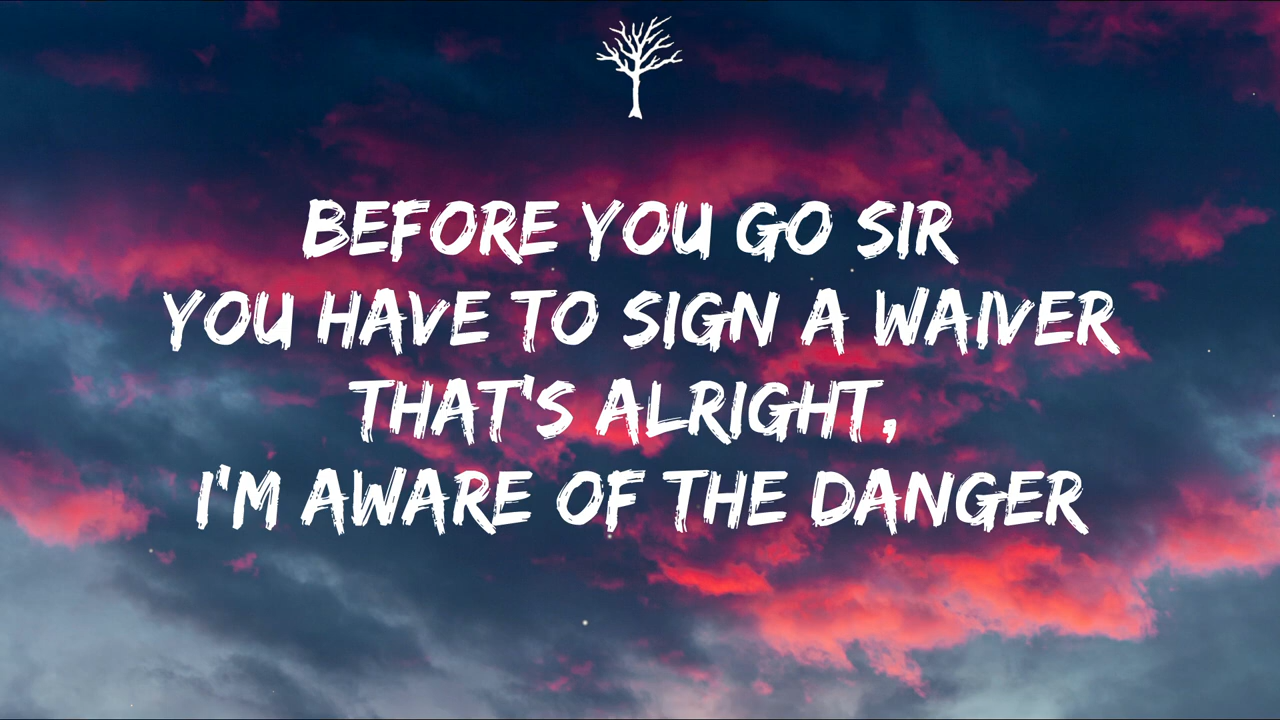 BEFORE YOU GO SIR
YOU HAVE TO SIGN A WAIVER
THAT'S ALRIGHT,
I'M AWARE OF THE DANGER